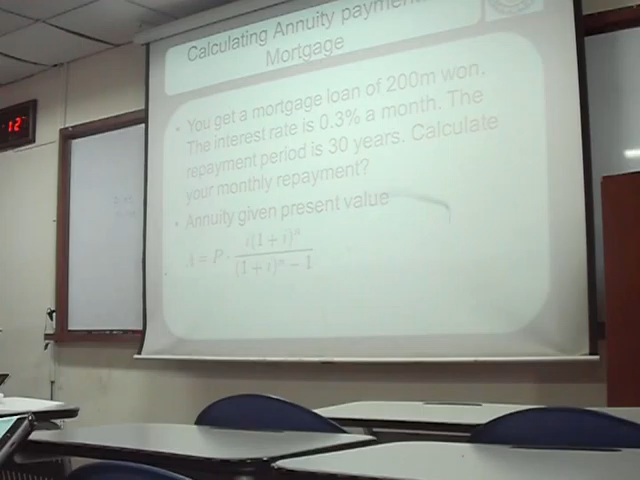 :12
Calculating Annuity payment
Mortgage
• You get a mortgage loan of 200m won,
The interest rate is 0.3% a month. The
repayment period is 30 years. Calculate
your monthly repayment?
• Annuity given present value
A = P · i(1 + i)^n / (1 + i)^n − 1